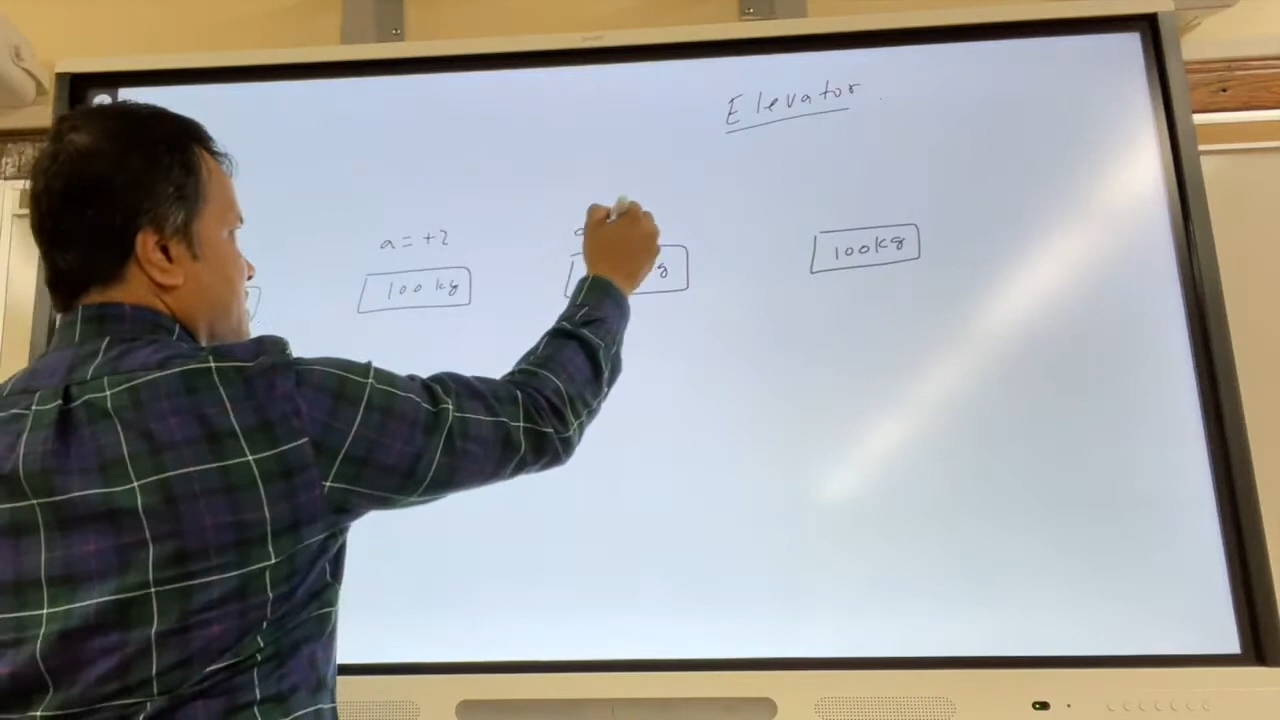 Elevator
a = +2
100 kg
100kg